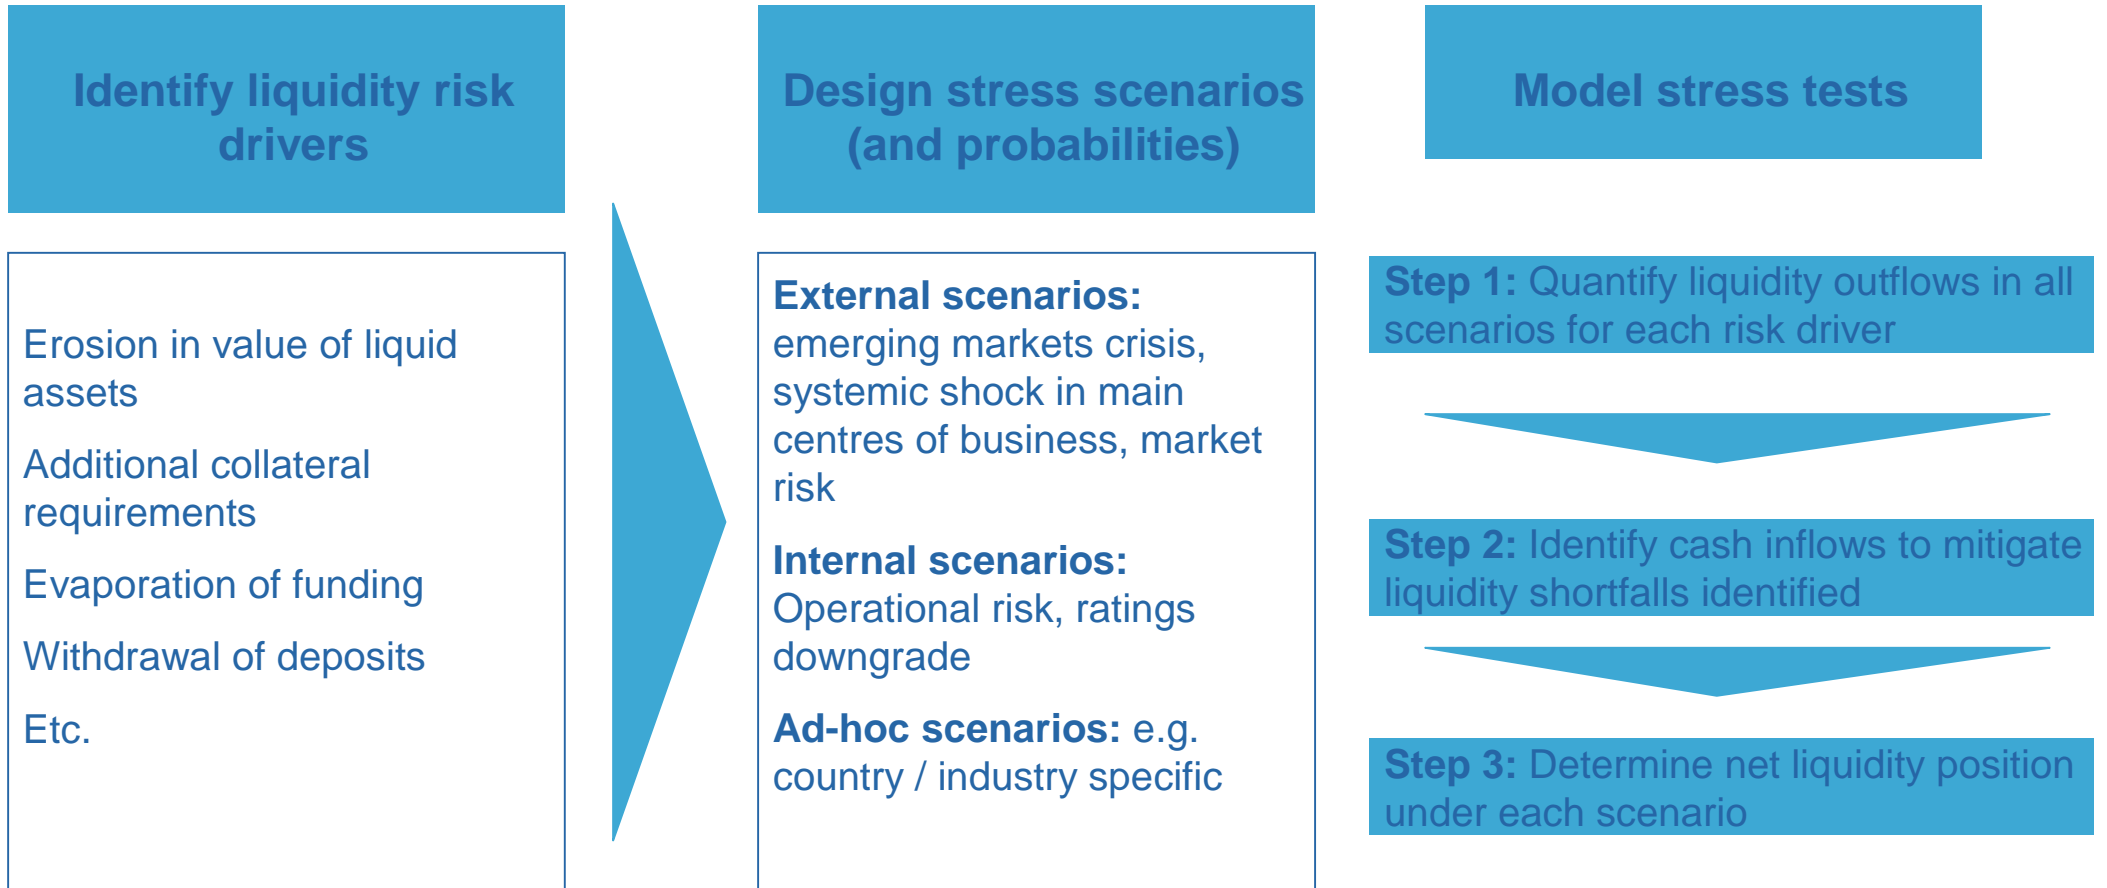 Identify liquidity risk
drivers
Erosion in value of liquid
assets
Additional collateral
requirements
Evaporation of funding
Withdrawal of deposits
Etc.
Design stress scenarios
(and probabilities)
External scenarios:
emerging markets crisis,
systemic shock in main
centres of business, market
risk
Internal scenarios:
Operational risk, ratings
downgrade
Ad-hoc scenarios: e.g.
country / industry specific
Model stress tests
Step 1: Quantify liquidity outflows in all
scenarios for each risk driver
Step 2: Identify cash inflows to mitigate
liquidity shortfalls identified
Step 3: Determine net liquidity position
under each scenario